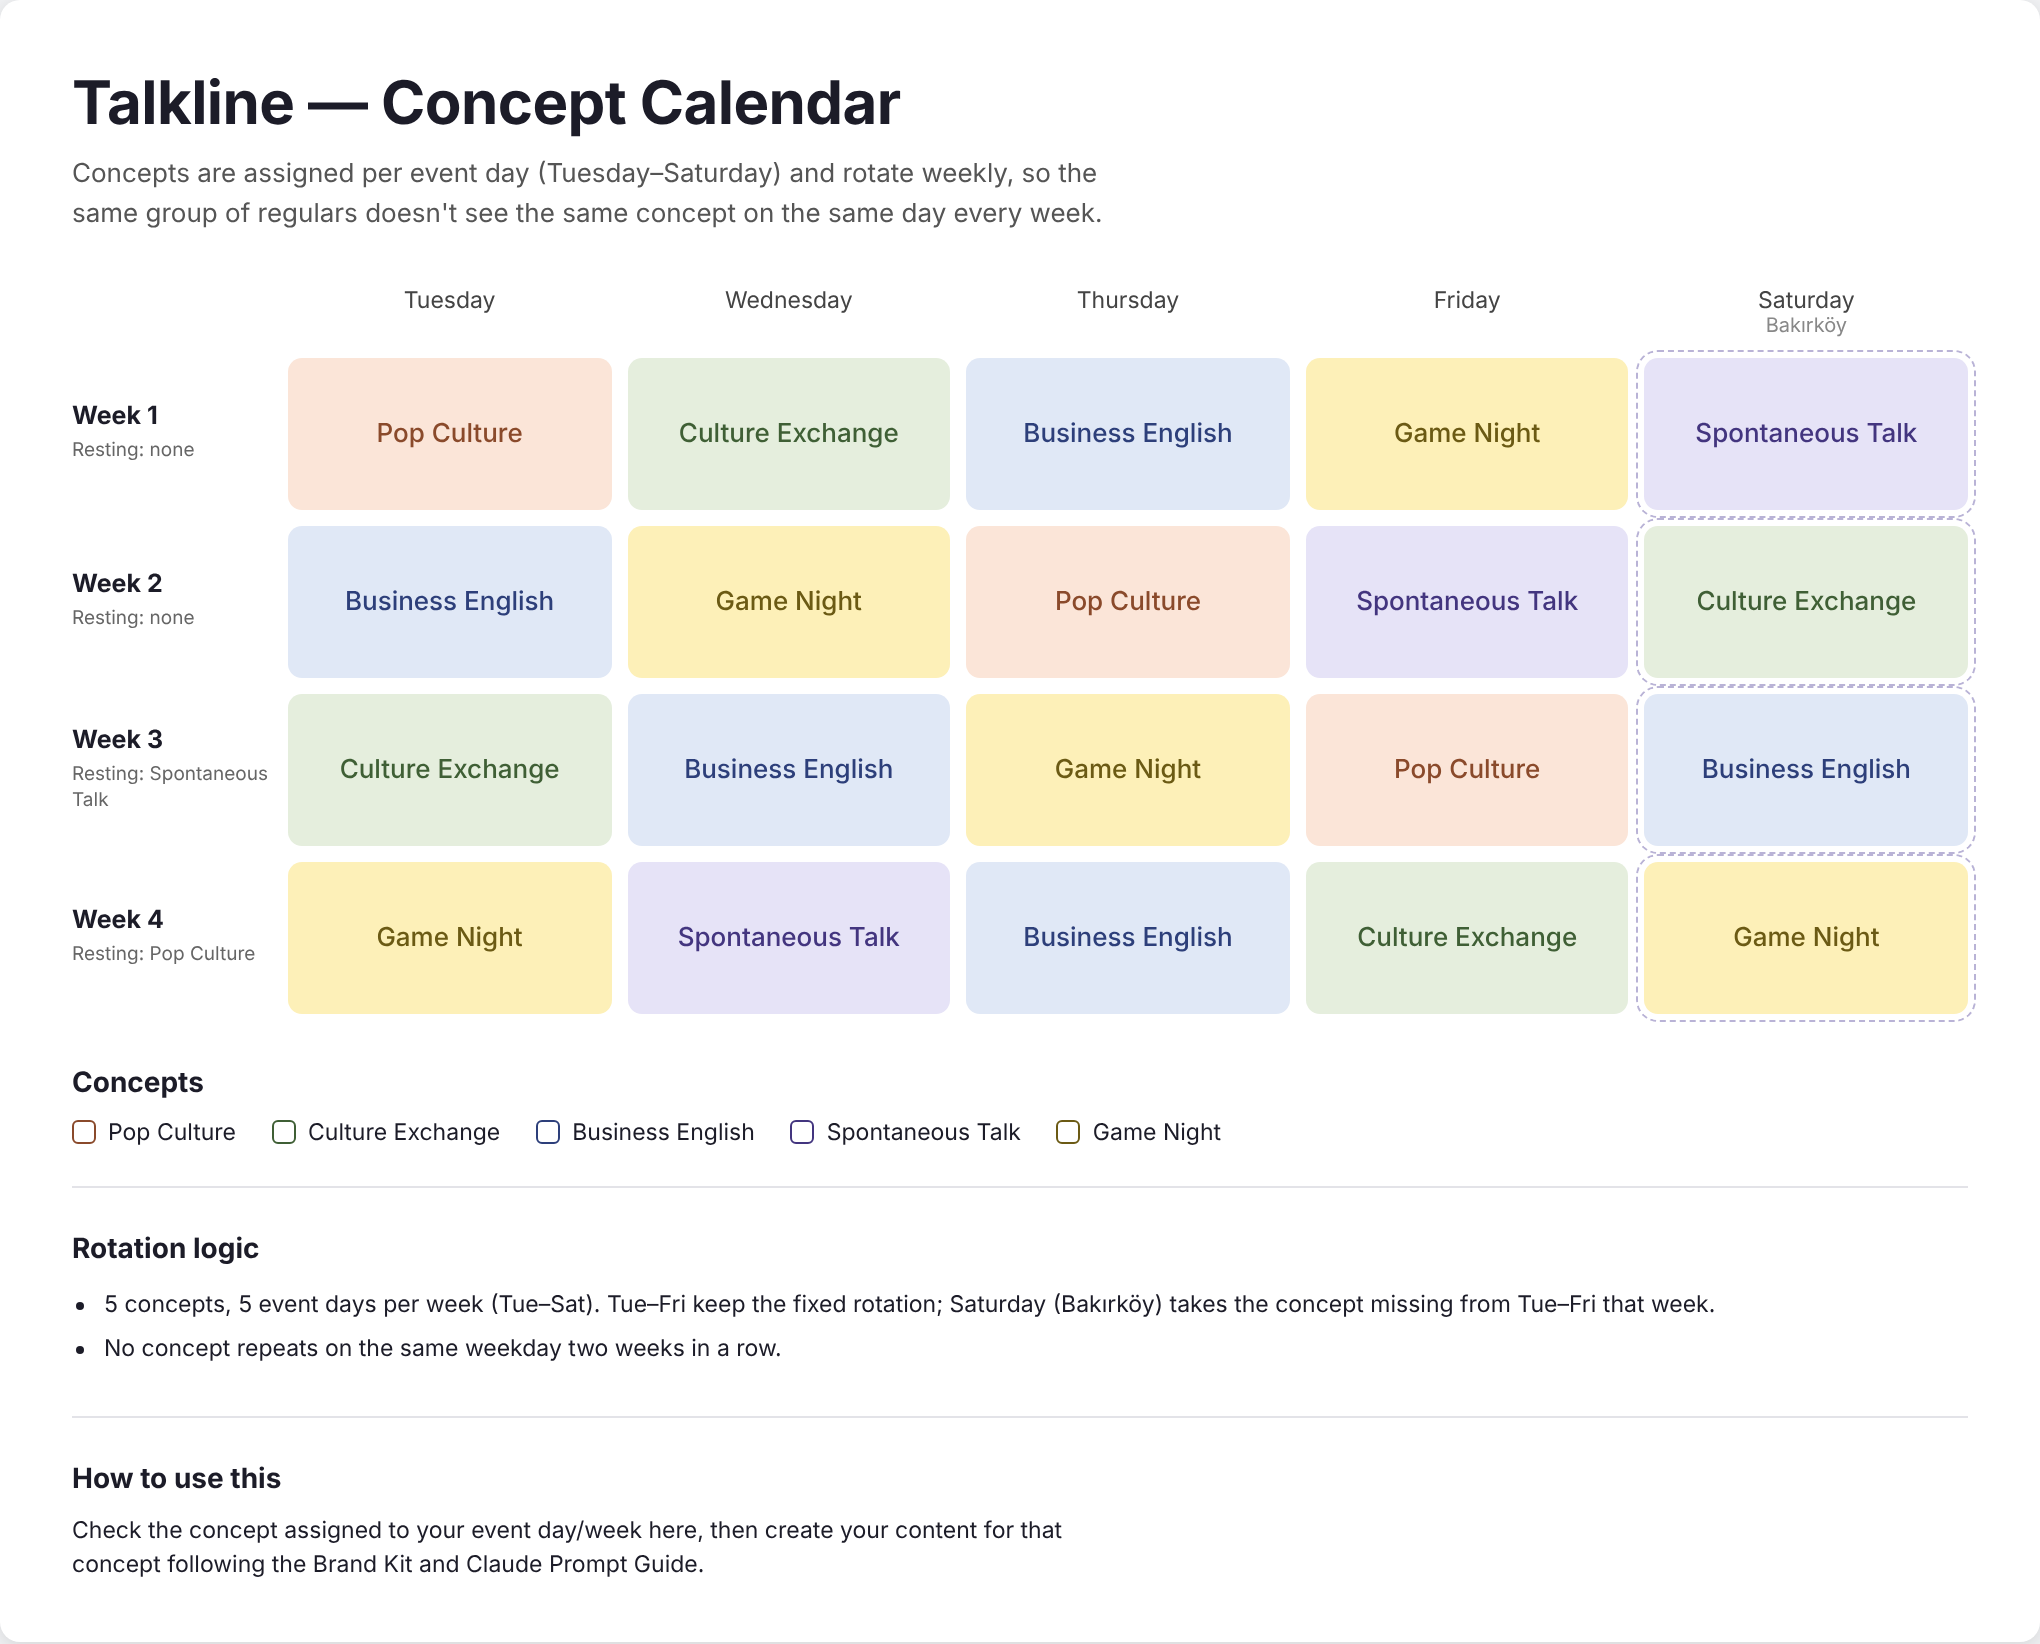 Talkline — Concept Calendar
Concepts are assigned per event day (Tuesday–Saturday) and rotate weekly, so the
same group of regulars doesn't see the same concept on the same day every week.
Tuesday Wednesday Thursday Friday Saturday
Bakırköy
Week 1
Resting: none
Pop Culture Culture Exchange Business English Game Night Spontaneous Talk
Week 2
Resting: none
Business English Game Night Pop Culture Spontaneous Talk Culture Exchange
Week 3
Resting: Spontaneous
Talk
Culture Exchange Business English Game Night Pop Culture Business English
Week 4
Resting: Pop Culture
Game Night Spontaneous Talk Business English Culture Exchange Game Night
Concepts
Pop Culture Culture Exchange Business English Spontaneous Talk Game Night
Rotation logic
• 5 concepts, 5 event days per week (Tue–Sat). Tue–Fri keep the fixed rotation; Saturday (Bakırköy) takes the concept missing from Tue–Fri that week.
• No concept repeats on the same weekday two weeks in a row.
How to use this
Check the concept assigned to your event day/week here, then create your content for that
concept following the Brand Kit and Claude Prompt Guide.